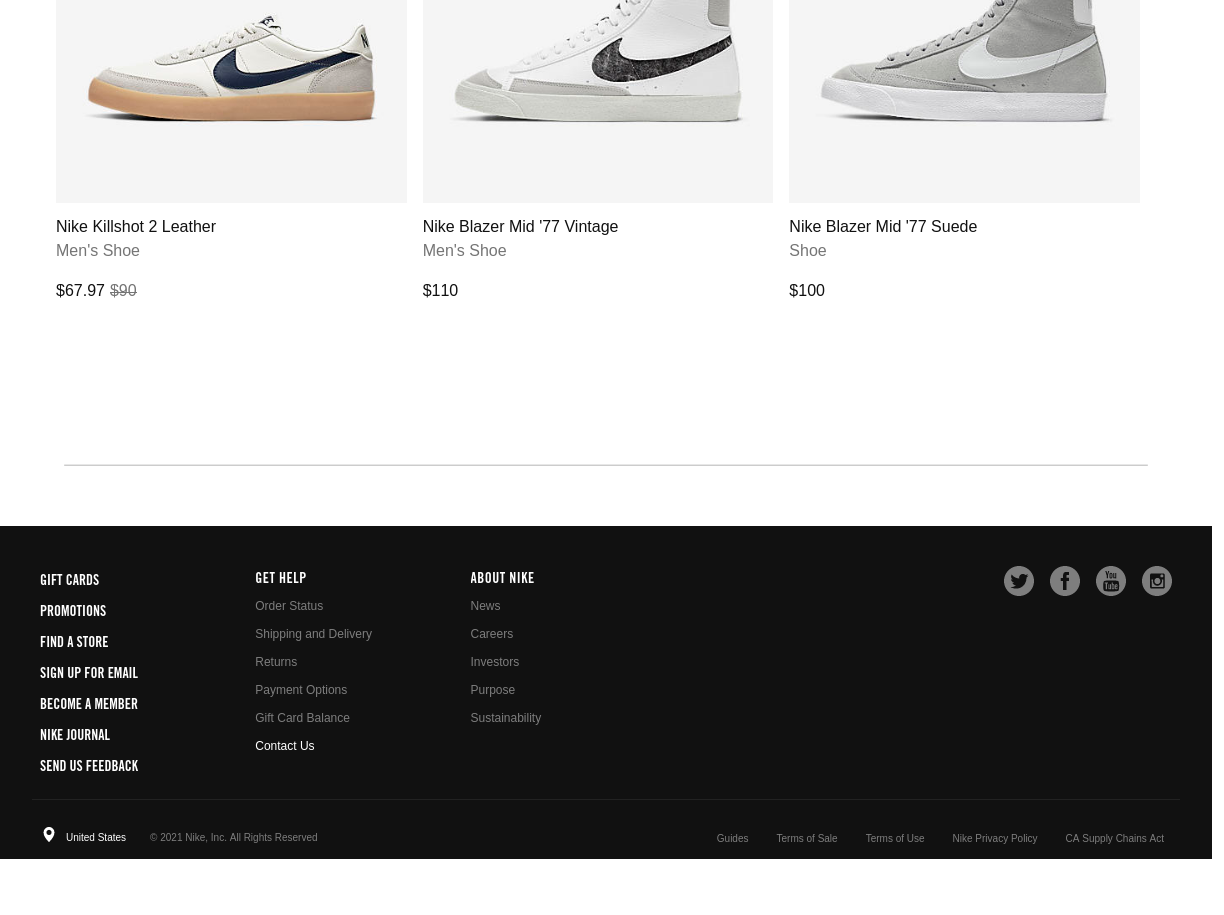 Nike Killshot 2 Leather
Men's Shoe
$67.97 $90
Nike Blazer Mid '77 Vintage
Men's Shoe
$110
Nike Blazer Mid '77 Suede
Shoe
$100
GIFT CARDS
PROMOTIONS
FIND A STORE
SIGN UP FOR EMAIL
BECOME A MEMBER
NIKE JOURNAL
SEND US FEEDBACK
GET HELP
Order Status
Shipping and Delivery
Returns
Payment Options
Gift Card Balance
Contact Us
ABOUT NIKE
News
Careers
Investors
Purpose
Sustainability
You
Tube
United States
© 2021 Nike, Inc. All Rights Reserved
Guides
Terms of Sale
Terms of Use
Nike Privacy Policy
CA Supply Chains Act